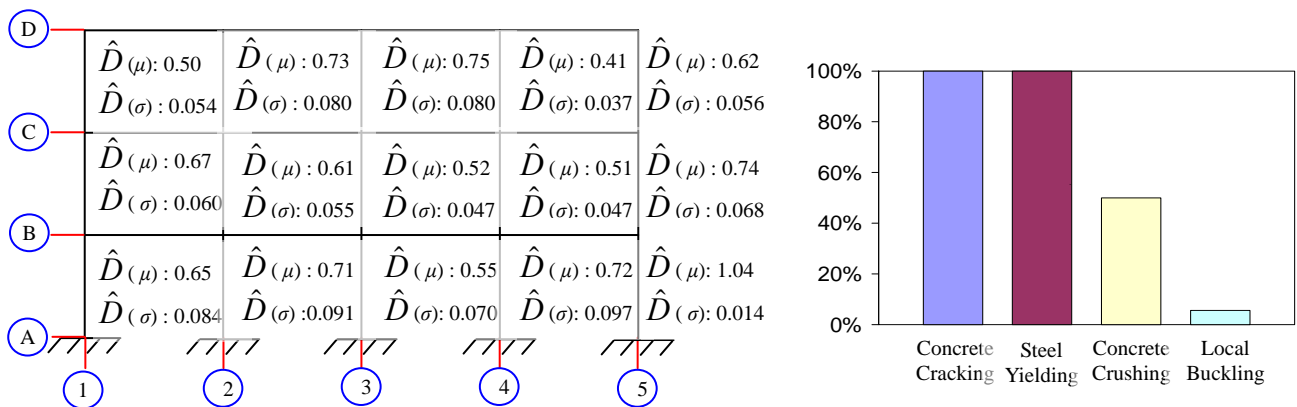 D
D̂ (μ): 0.50 D̂ (μ) : 0.73 D̂ (μ): 0.75 D̂ (μ): 0.41 D̂ (μ) : 0.62
D̂ (σ): 0.054 D̂ (σ) : 0.080 D̂ (σ): 0.080 D̂ (σ): 0.037 D̂ (σ) : 0.056
C
D̂ (μ) : 0.67 D̂ (μ) : 0.61 D̂ (μ) : 0.52 D̂ (μ) : 0.51 D̂ (μ) : 0.74
D̂ (σ) : 0.060 D̂ (σ): 0.055 D̂ (σ): 0.047 D̂ (σ): 0.047 D̂ (σ) : 0.068
B
D̂ (μ) : 0.65 D̂ (μ) : 0.71 D̂ (μ) : 0.55 D̂ (μ) : 0.72 D̂ (μ): 1.04
D̂ (σ) : 0.084 D̂ (σ) :0.091 D̂ (σ): 0.070 D̂ (σ): 0.097 D̂ (σ): 0.014
A
1 2 3 4 5
100%
80%
60%
40%
20%
0%
Concrete Steel Concrete Local
Cracking Yielding Crushing Buckling